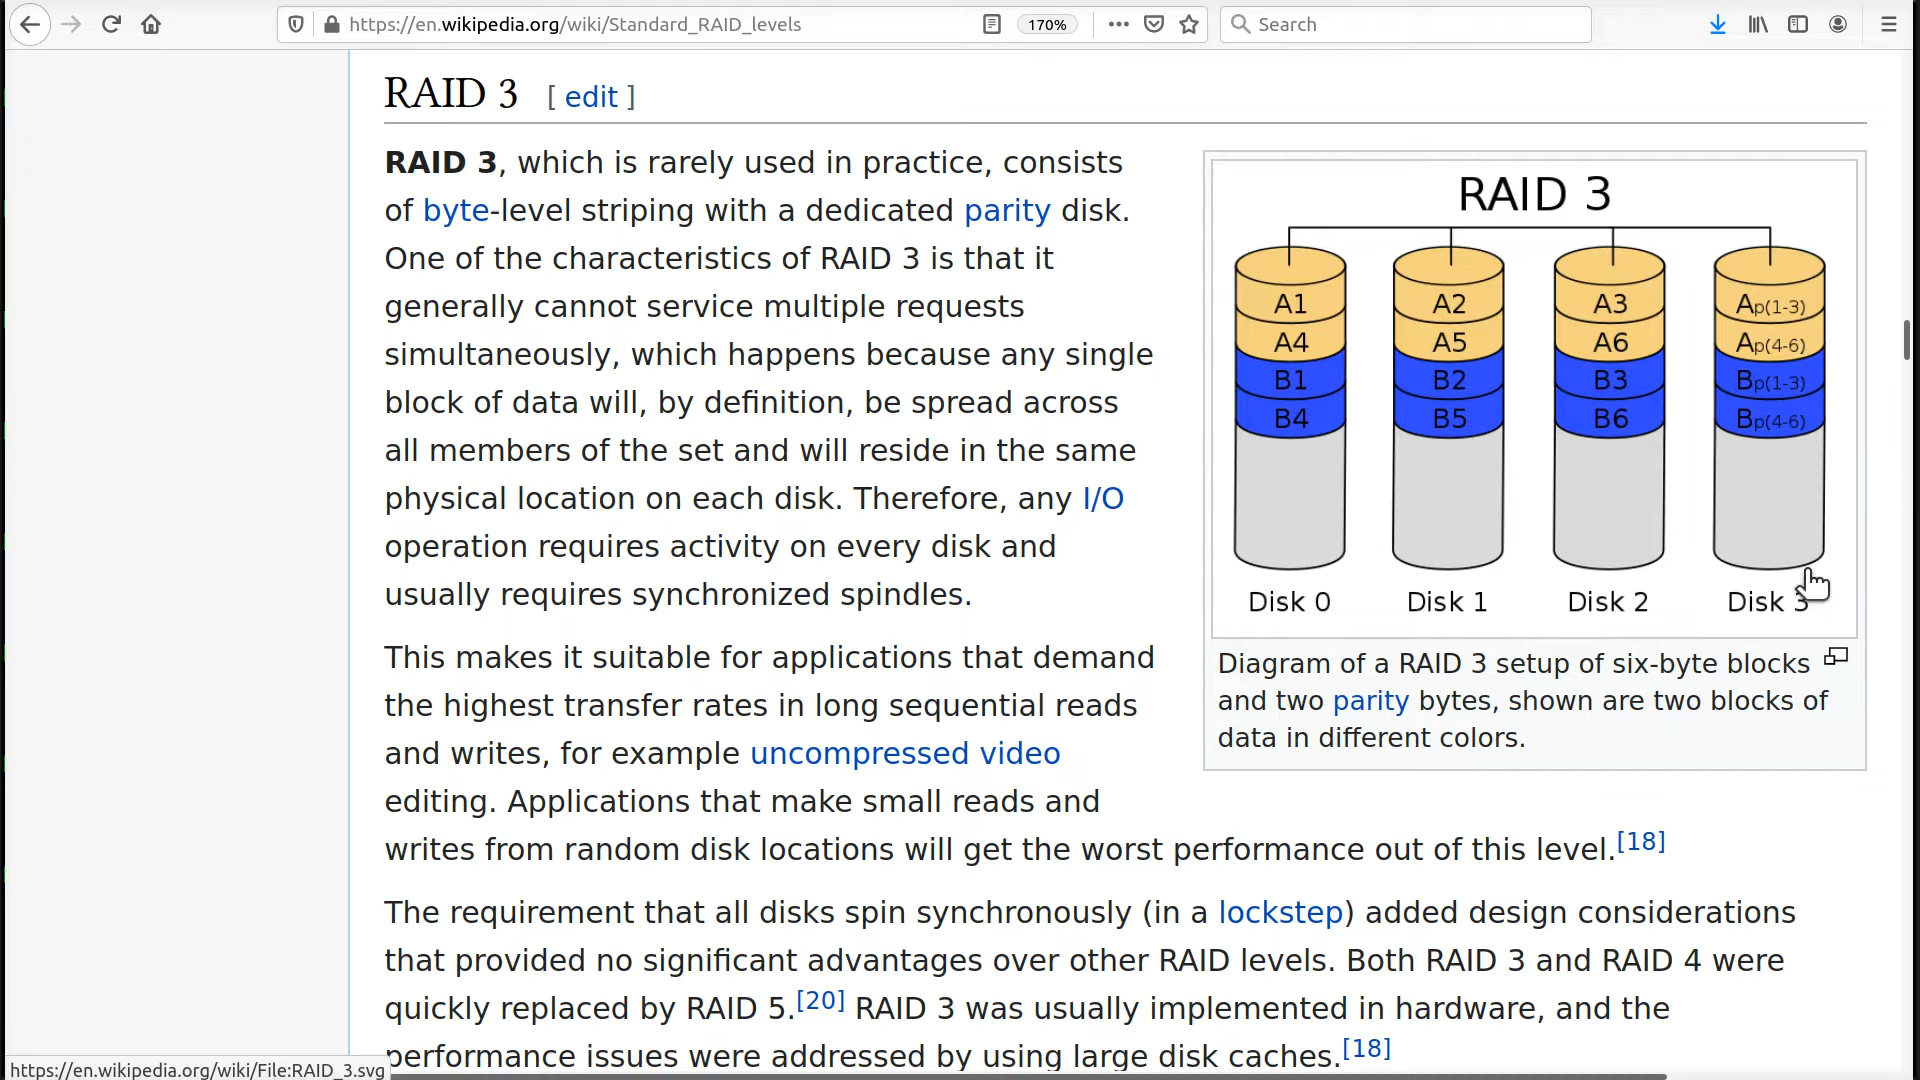 https://en.wikipedia.org/wiki/Standard_RAID_levels
170%
Search
RAID 3 [ edit ]
RAID 3, which is rarely used in practice, consists
of byte-level striping with a dedicated parity disk.
One of the characteristics of RAID 3 is that it
generally cannot service multiple requests
simultaneously, which happens because any single
block of data will, by definition, be spread across
all members of the set and will reside in the same
physical location on each disk. Therefore, any I/O
operation requires activity on every disk and
usually requires synchronized spindles.
This makes it suitable for applications that demand
the highest transfer rates in long sequential reads
and writes, for example uncompressed video
editing. Applications that make small reads and
writes from random disk locations will get the worst performance out of this level.[18]
The requirement that all disks spin synchronously (in a lockstep) added design considerations
that provided no significant advantages over other RAID levels. Both RAID 3 and RAID 4 were
quickly replaced by RAID 5.[20] RAID 3 was usually implemented in hardware, and the
performance issues were addressed by using large disk caches.[18]
RAID 3
A1 A2 A3 Ap(1-3)
A4 A5 A6 Ap(4-6)
B1 B2 B3 Bp(1-3)
B4 B5 B6 Bp(4-6)
Disk 0 Disk 1 Disk 2 Disk 3
Diagram of a RAID 3 setup of six-byte blocks
and two parity bytes, shown are two blocks of
data in different colors.
https://en.wikipedia.org/wiki/File:RAID_3.svg